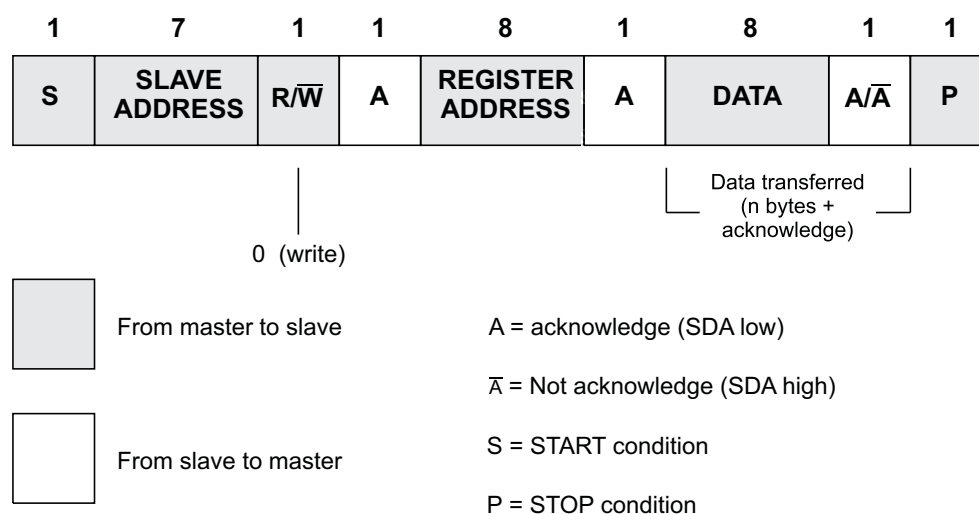 1 7 1 1 8 1 8 1 1
S SLAVE ADDRESS R/W̅ A REGISTER ADDRESS A DATA A/A̅ P
Data transferred
(n bytes +
acknowledge)
0 (write)
From master to slave
A = acknowledge (SDA low)
A̅ = Not acknowledge (SDA high)
From slave to master
S = START condition
P = STOP condition